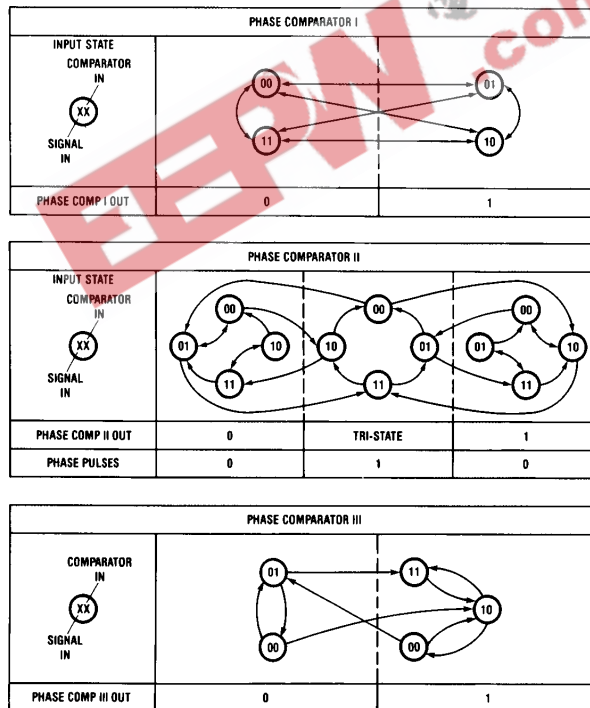 PHASE COMPARATOR I
INPUT STATE
COMPARATOR
IN
XX
SIGNAL
IN
00
01
11
10
PHASE COMP I OUT
0
1
EEPW
.com
PHASE COMPARATOR II
INPUT STATE
COMPARATOR
IN
XX
SIGNAL
IN
00
00
00
01
10
10
01
01
10
11
11
11
PHASE COMP II OUT
0
TRI-STATE
1
PHASE PULSES
0
1
0
PHASE COMPARATOR III
COMPARATOR
IN
XX
SIGNAL
IN
01
11
10
00
00
PHASE COMP III OUT
0
1